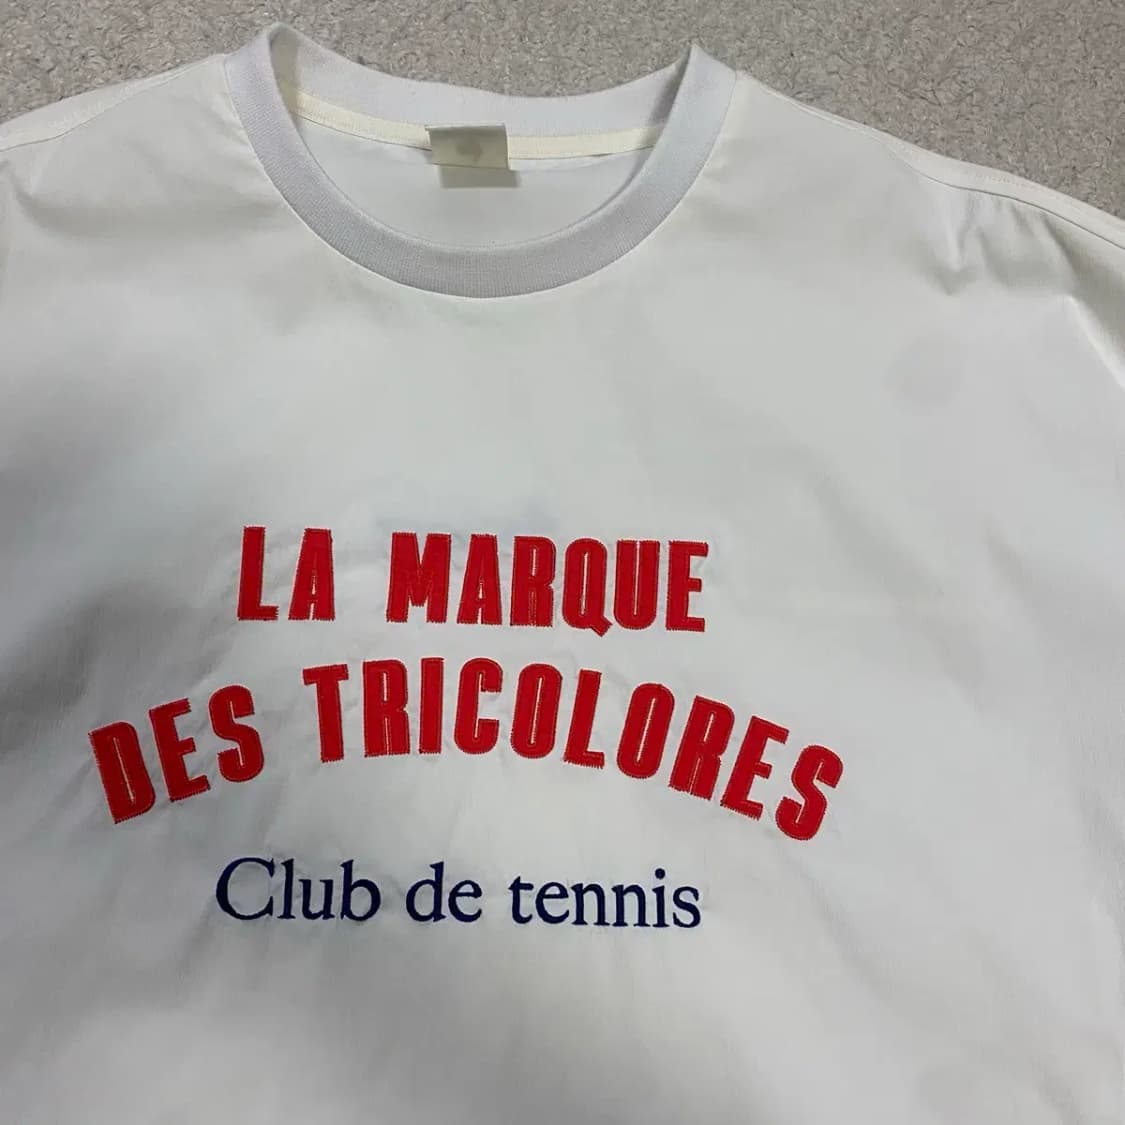 LA MARQUE
DES TRICOLORES
Club de tennis